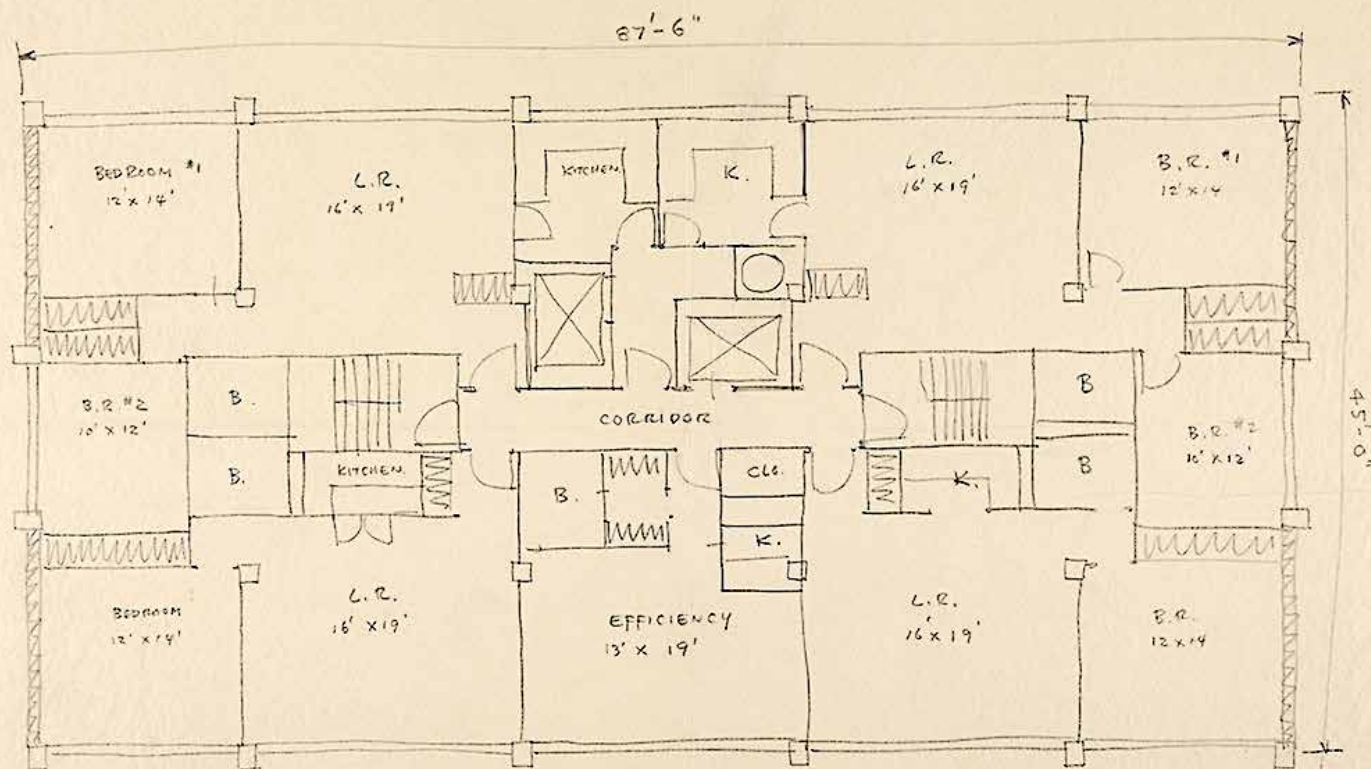 87'-6"
BEDROOM #1
12' x 14'
L.R.
16' x 19'
KITCHEN
K.
L.R.
16' x 19'
B.R. #1
12' x 14
B.R. #2
10' x 12'
B.
B.
KITCHEN
CORRIDOR
B
B
K.
B.R. #2
10' x 12'
45'-0"
B.
CLO.
K.
BEDROOM
12' x 14'
L.R.
16' x 19'
EFFICIENCY
13' x 19'
L.R.
16 x 19'
B.R.
12 x 14